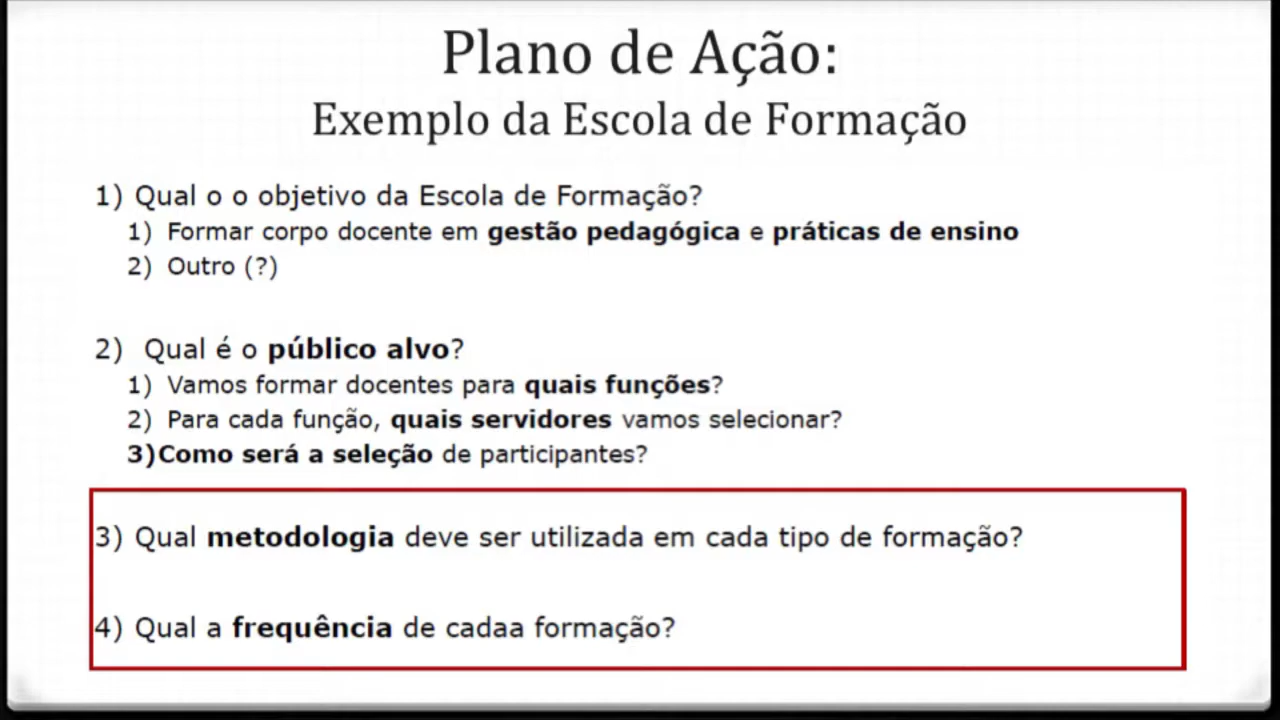 Plano de Ação:
Exemplo da Escola de Formação
1) Qual o o objetivo da Escola de Formação?
1) Formar corpo docente em gestão pedagógica e práticas de ensino
2) Outro (?)
2) Qual é o público alvo?
1) Vamos formar docentes para quais funções?
2) Para cada função, quais servidores vamos selecionar?
3)Como será a seleção de participantes?
3) Qual metodologia deve ser utilizada em cada tipo de formação?
4) Qual a frequência de cadaa formação?